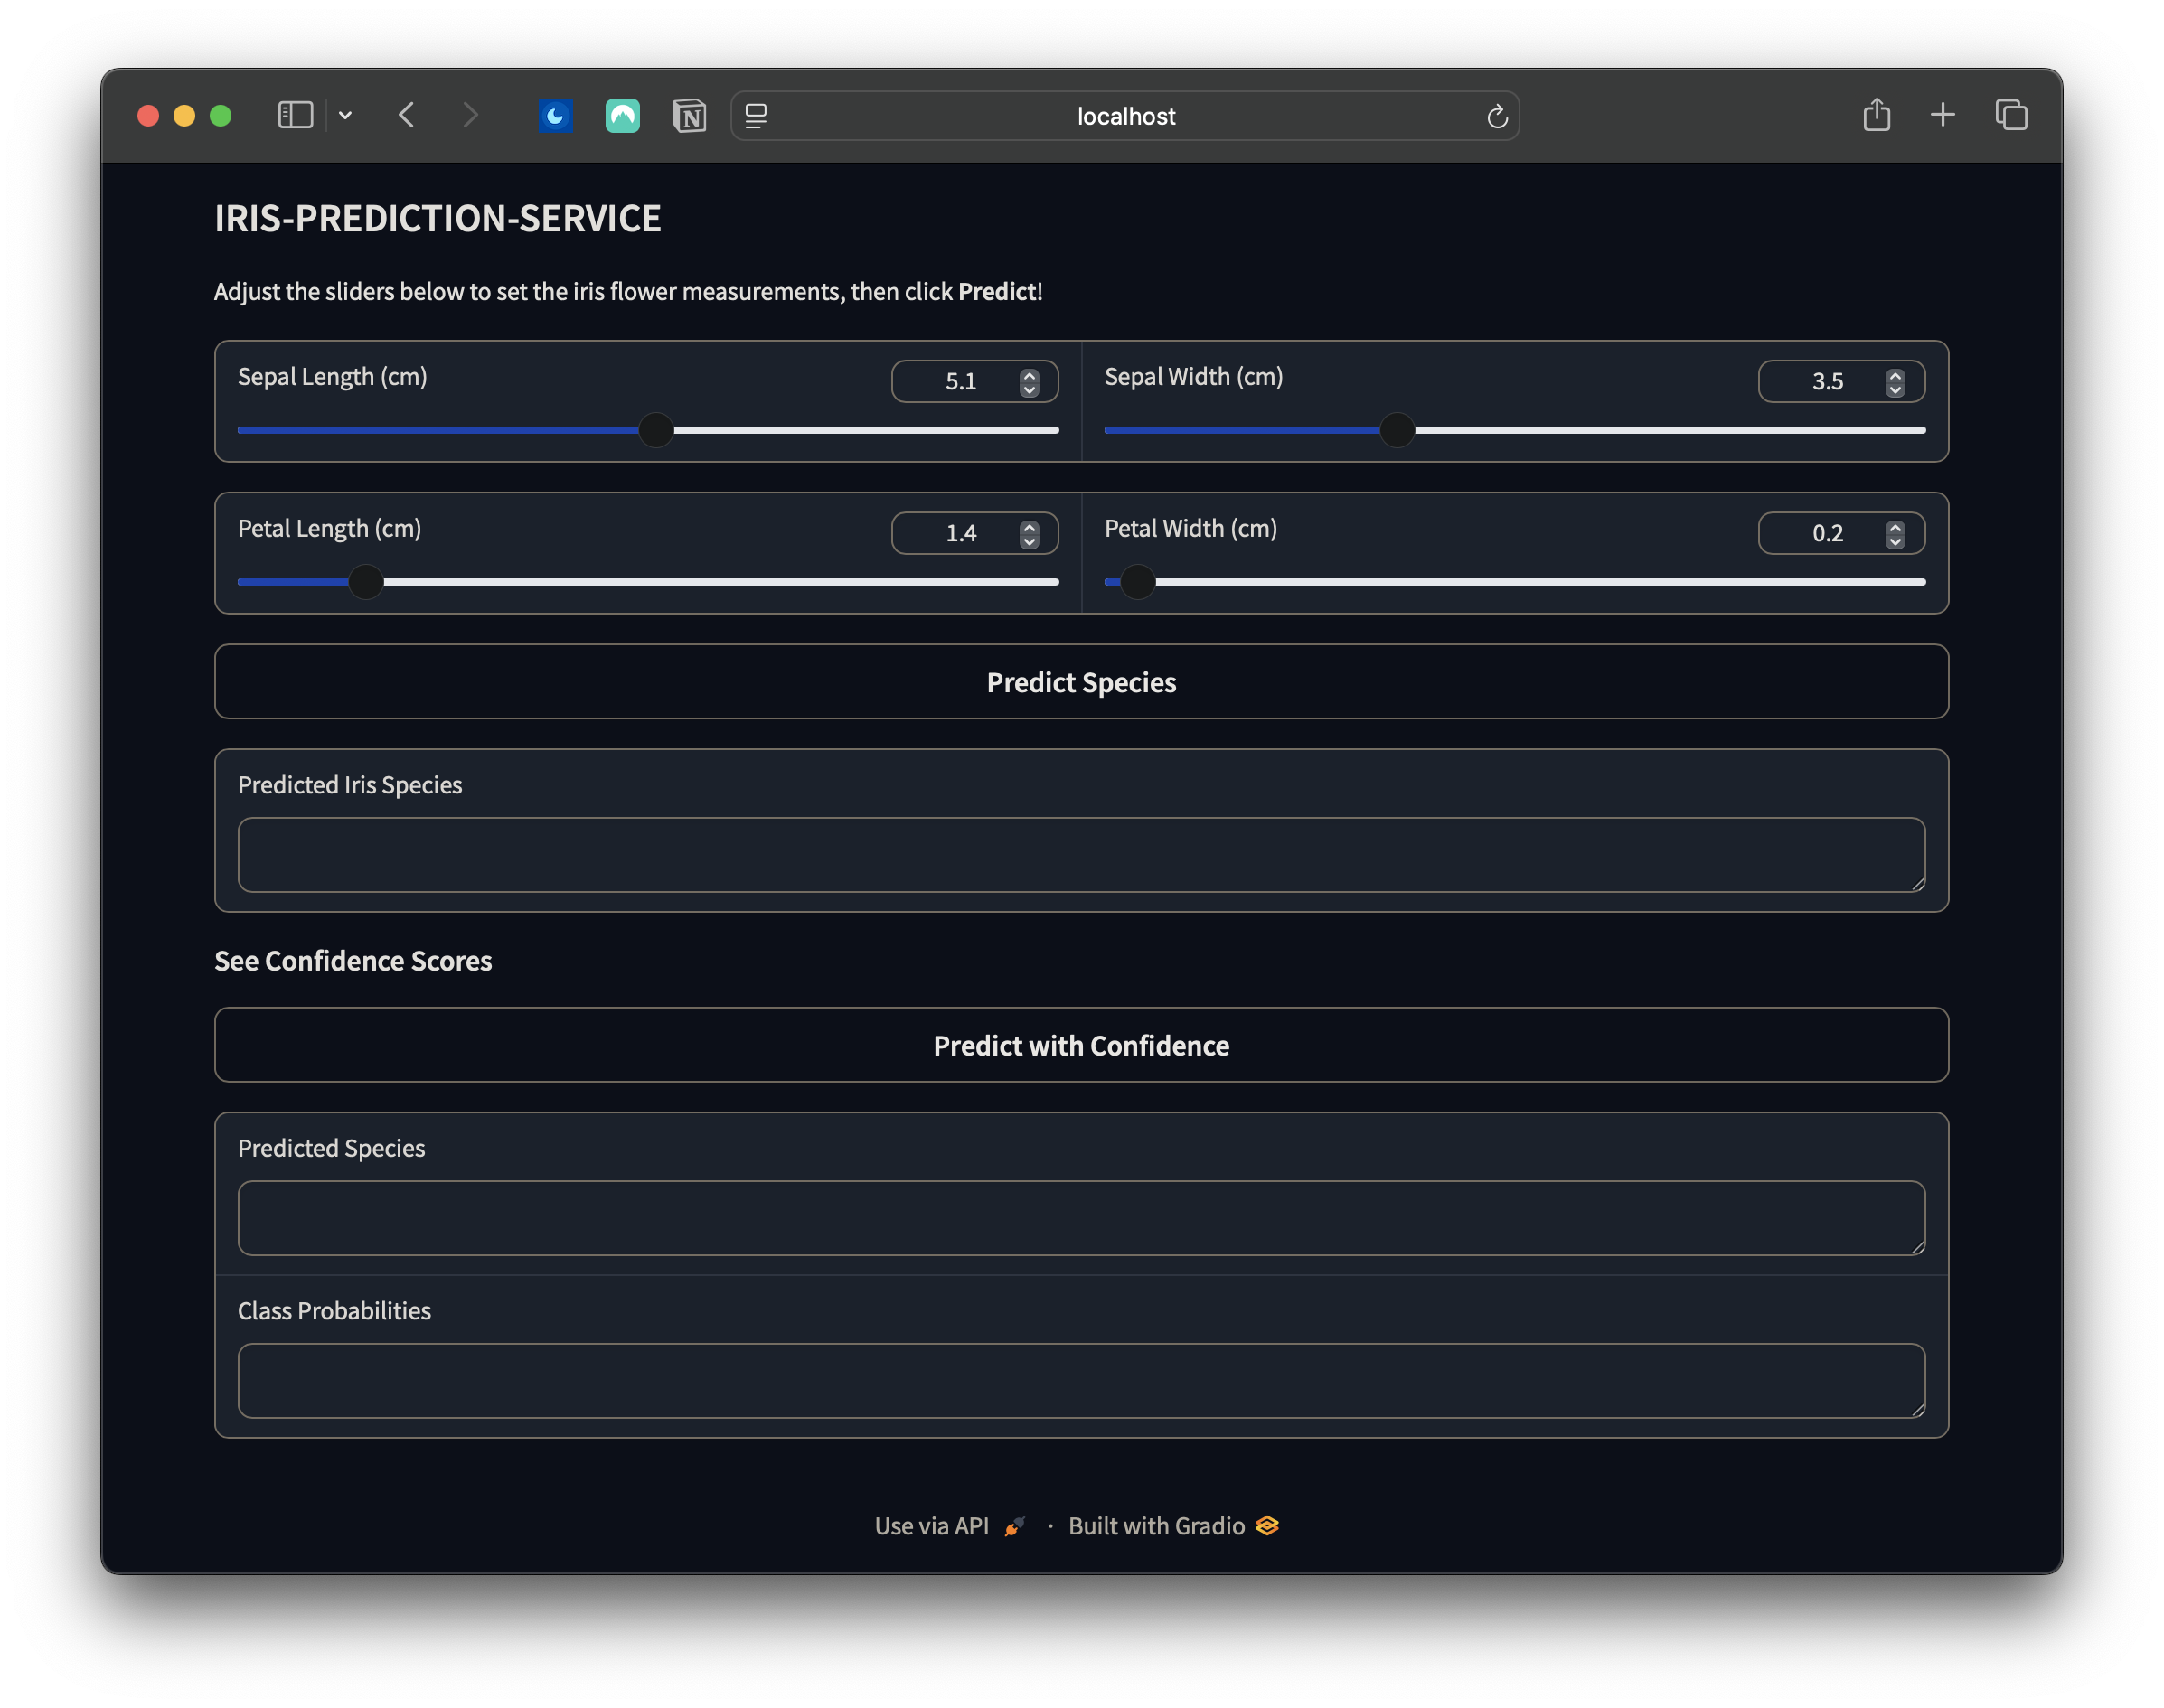 localhost
IRIS-PREDICTION-SERVICE
Adjust the sliders below to set the iris flower measurements, then click Predict!
Sepal Length (cm) 5.1
Sepal Width (cm) 3.5
Petal Length (cm) 1.4
Petal Width (cm) 0.2
Predict Species
Predicted Iris Species
See Confidence Scores
Predict with Confidence
Predicted Species
Class Probabilities
Use via API · Built with Gradio